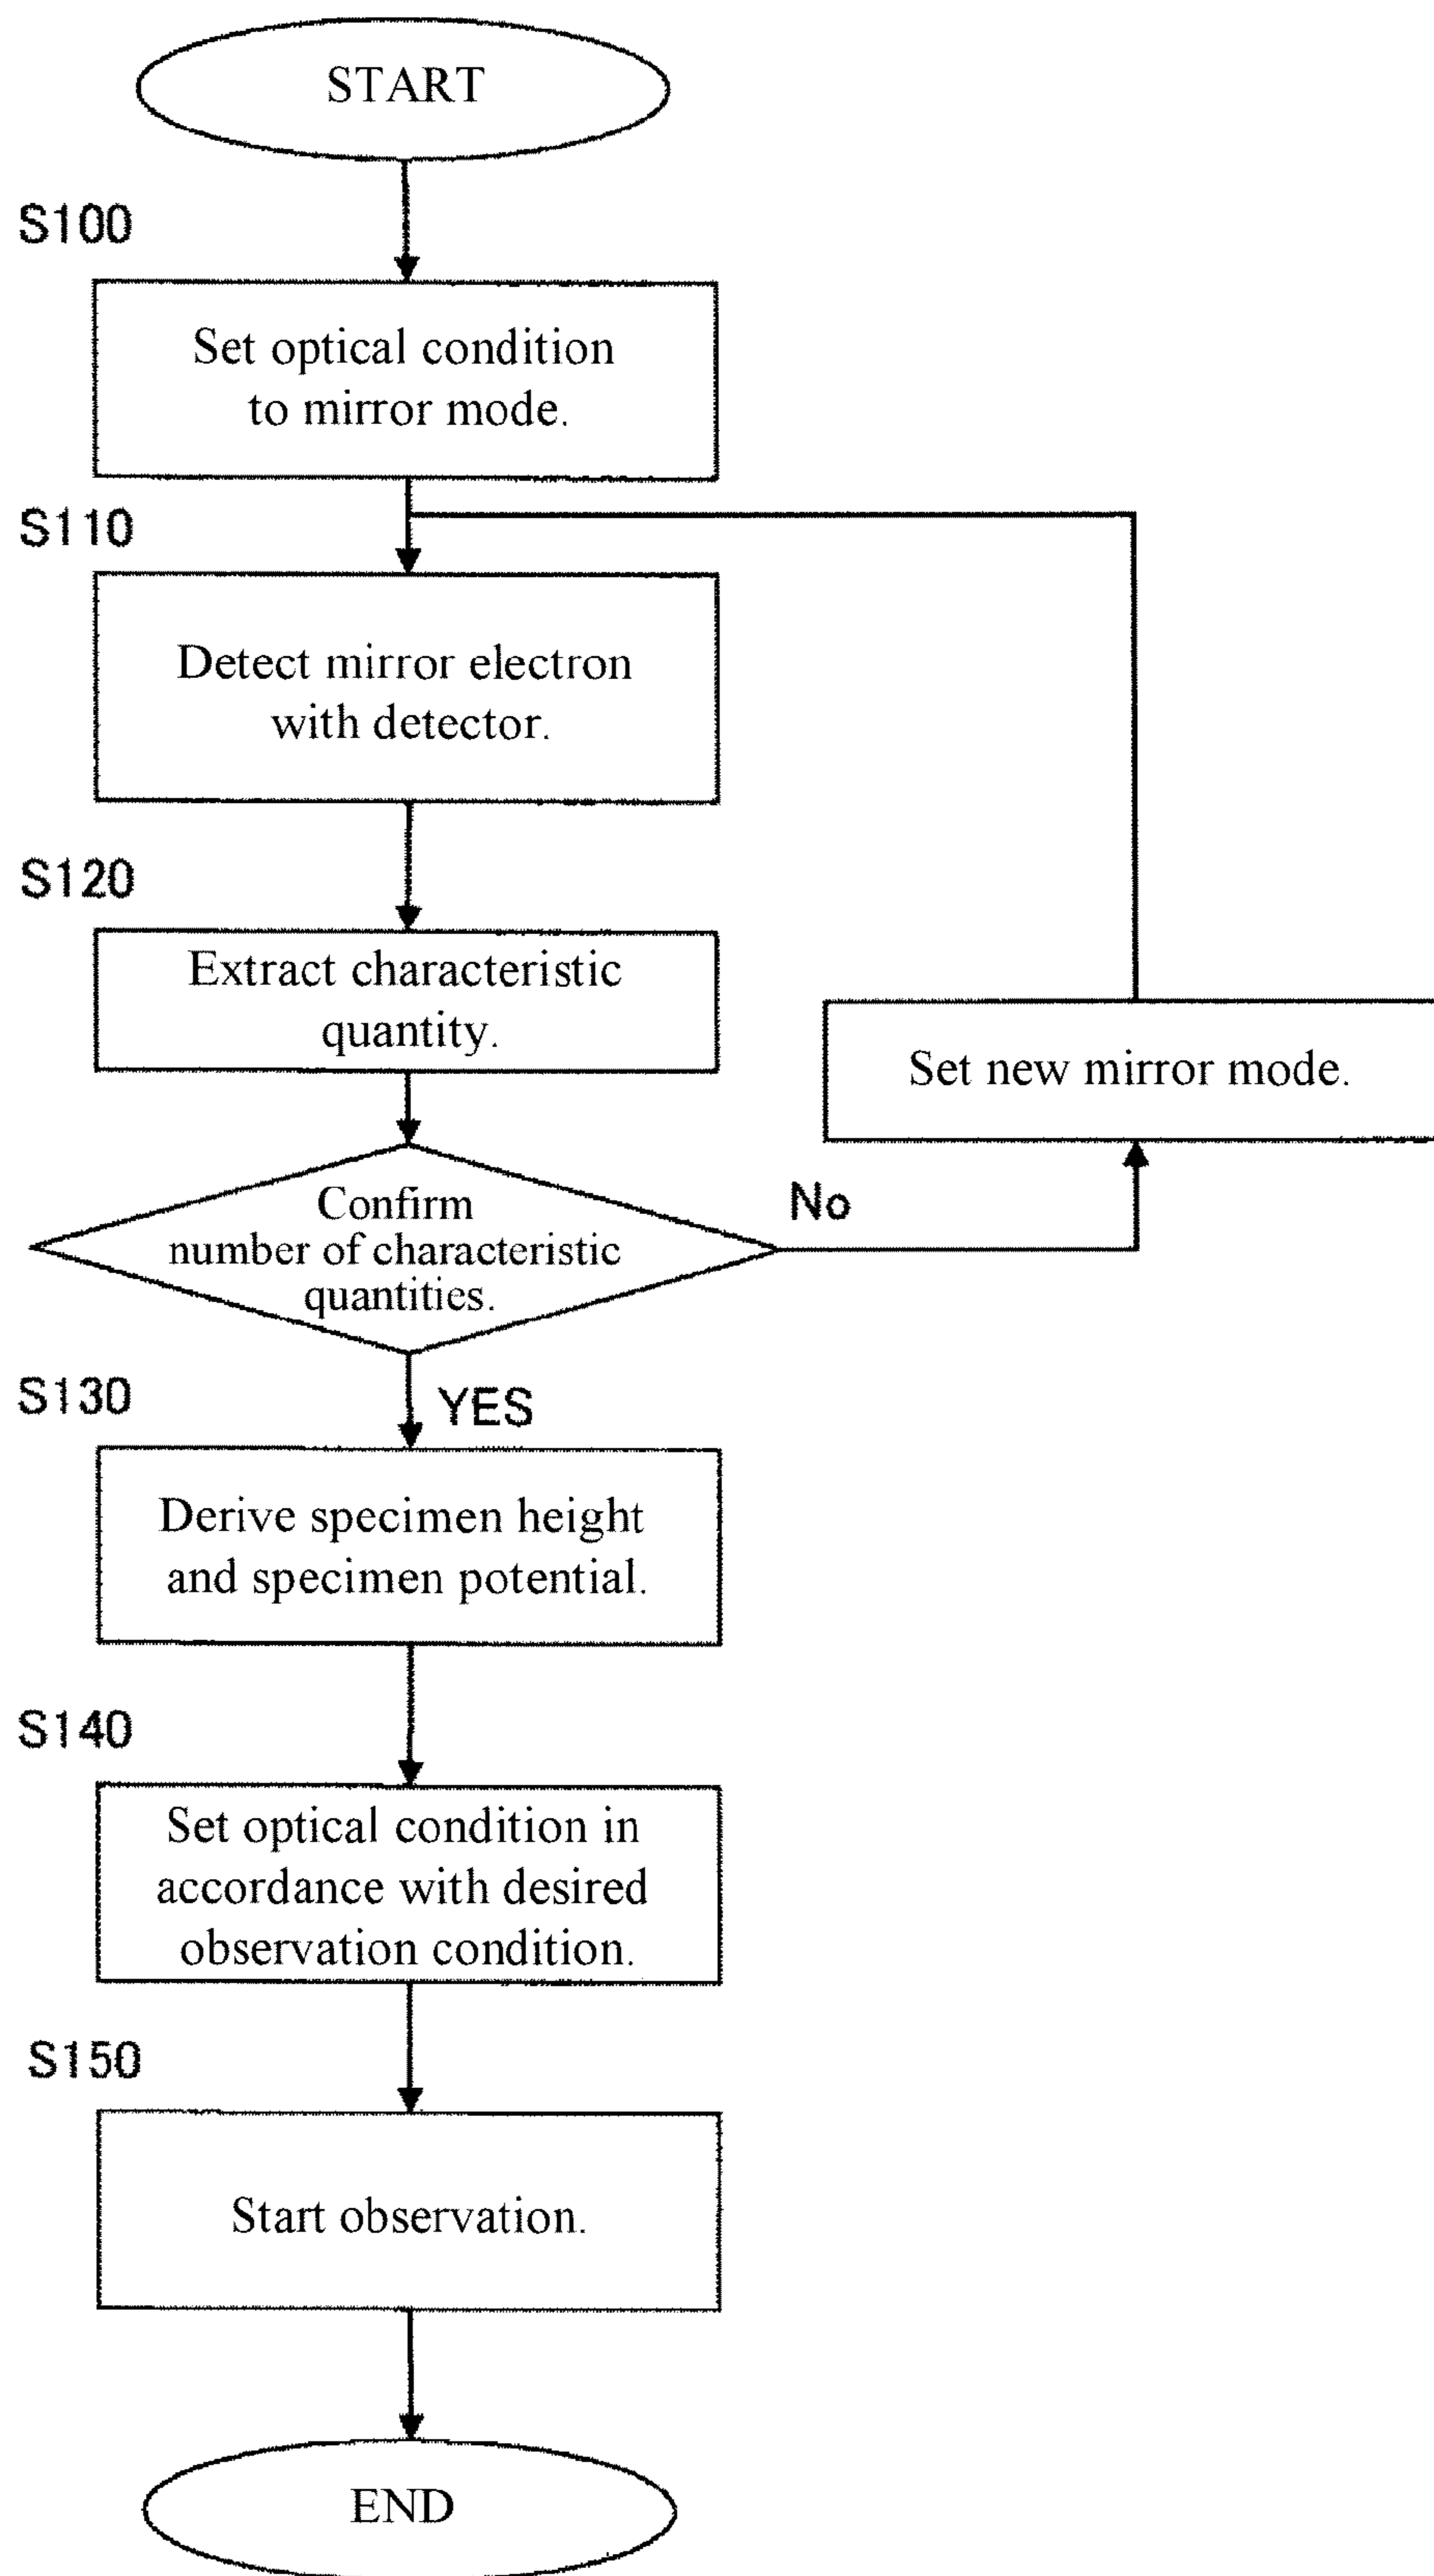 START
S100
Set optical condition
to mirror mode.
S110
Detect mirror electron
with detector.
S120
Extract characteristic
quantity.
Set new mirror mode.
Confirm
number of characteristic
quantities.
No
S130
YES
Derive specimen height
and specimen potential.
S140
Set optical condition in
accordance with desired
observation condition.
S150
Start observation.
END